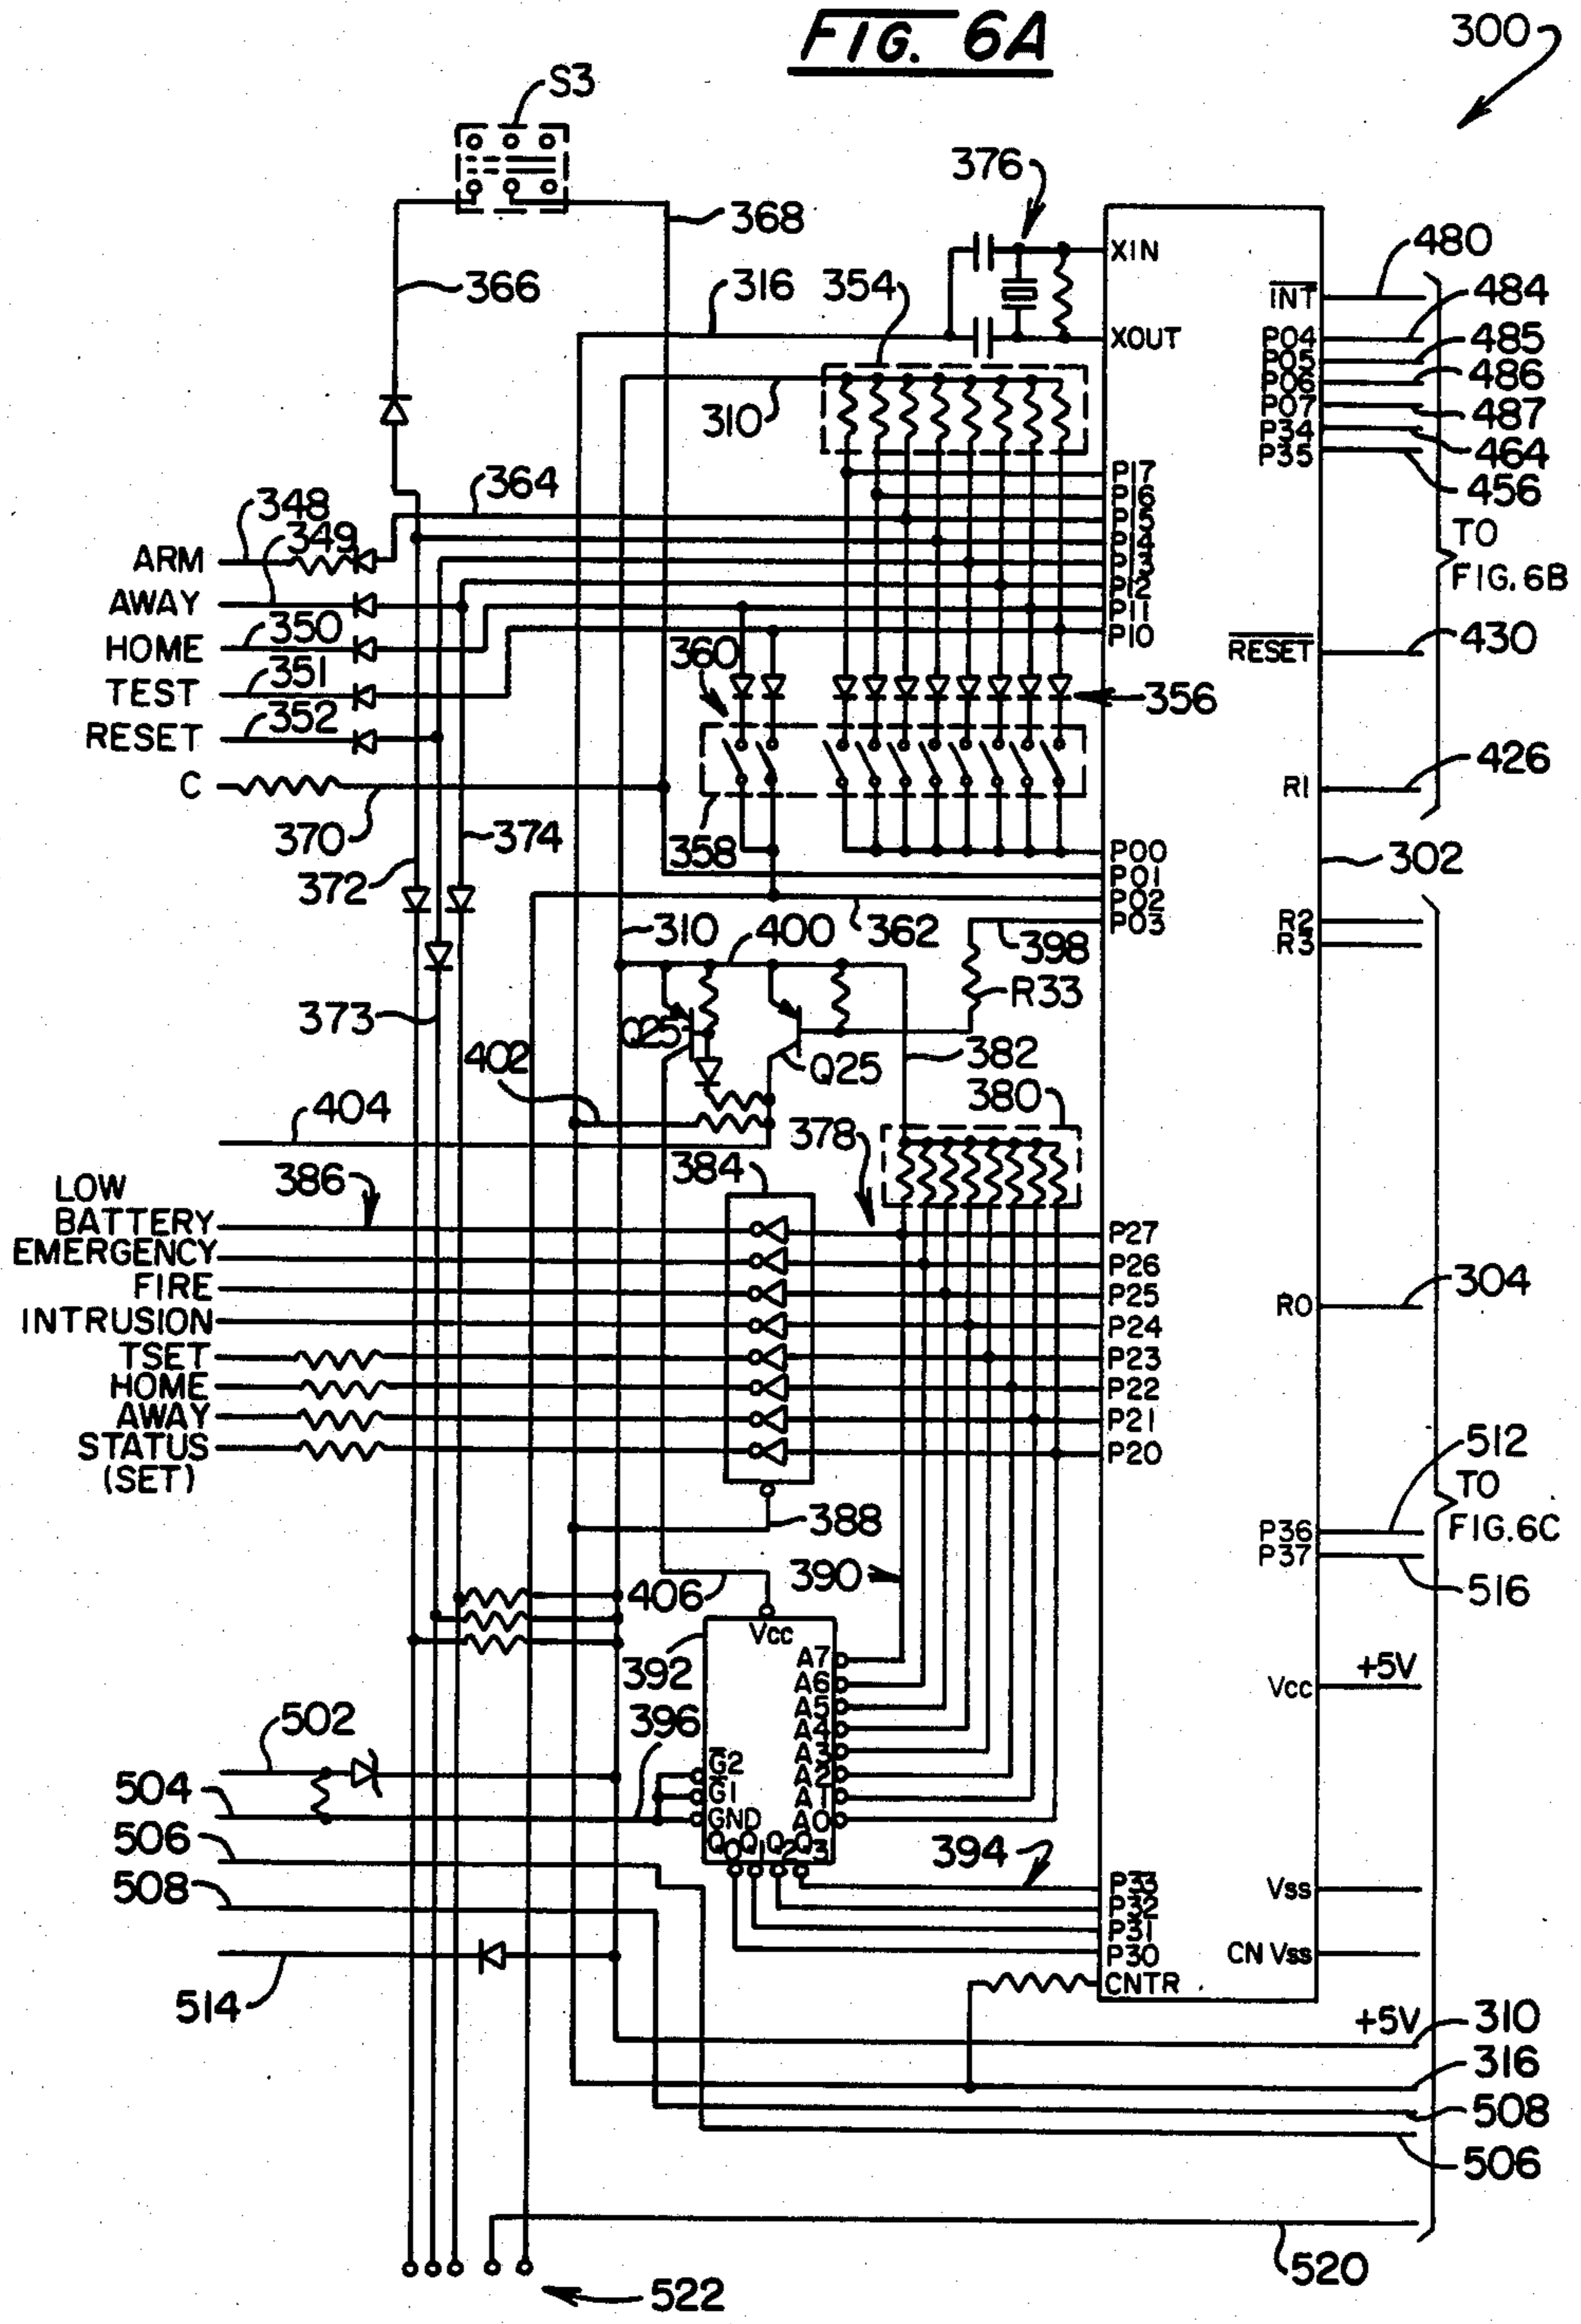 FIG. 6A
300
S3
368
376
366
316
354
XIN
INT
480
484
XOUT
P04
P05
485
P06
486
P07
487
P34
464
P35
456
310
P17
P16
364
P15
P14
P13
P12
P11
P10
TO
FIG. 6B
348
349
ARM
AWAY
350
HOME
351
TEST
352
RESET
C
360
356
RESET
430
R1
426
370
374
358
372
P00
P01
P02
P03
302
362
310
400
398
R2
R3
R33
373
Q25
402
Q25
382
380
404
378
384
LOW
BATTERY
386
EMERGENCY
FIRE
INTRUSION
TSET
HOME
AWAY
STATUS
(SET)
P27
P26
P25
P24
P23
P22
P21
P20
R0
304
512
TO
FIG. 6C
P36
P37
516
388
390
406
Vcc
392
A7
A6
A5
A4
A3
A2
A1
A0
396
G2
G1
GND
Q0 Q1 Q2 Q3
Vcc
+5V
502
504
506
508
514
394
P33
P32
P31
P30
CNTR
Vss
CN Vss
+5V
310
316
508
506
520
522